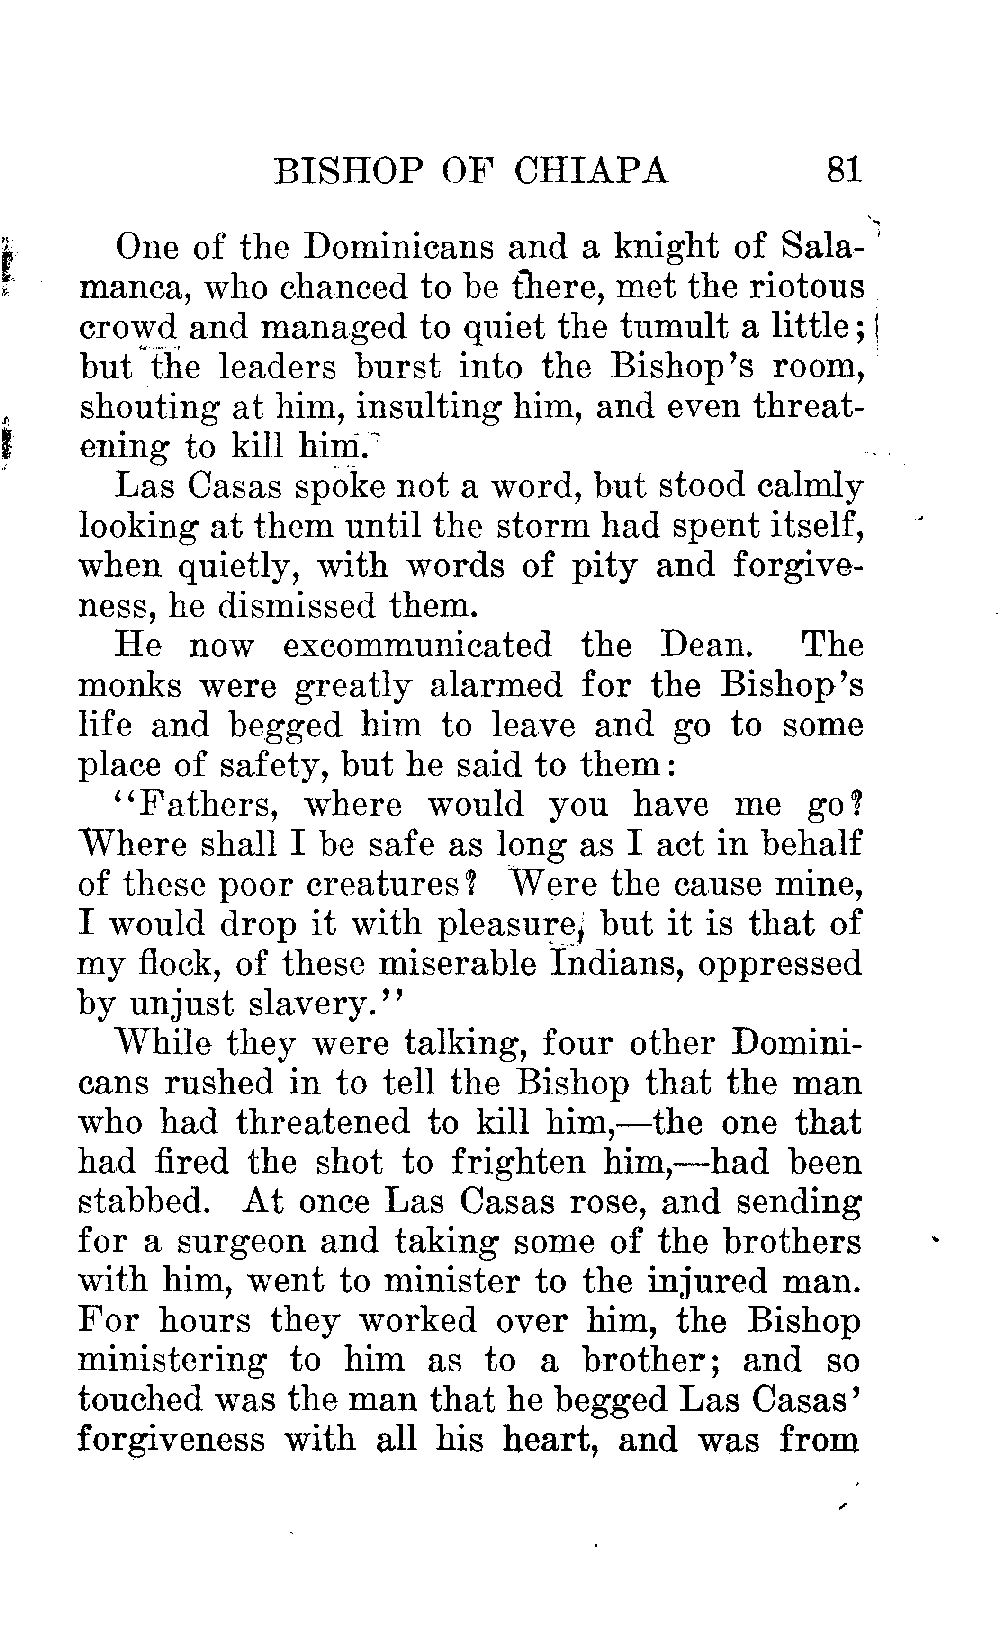 BISHOP OF CHIAPA 81
One of the Dominicans and a knight of Sala-
manca, who chanced to be there, met the riotous
crowd and managed to quiet the tumult a little;
but the leaders burst into the Bishop's room,
shouting at him, insulting him, and even threat-
ening to kill him.
Las Casas spoke not a word, but stood calmly
looking at them until the storm had spent itself,
when quietly, with words of pity and forgive-
ness, he dismissed them.
He now excommunicated the Dean. The
monks were greatly alarmed for the Bishop's
life and begged him to leave and go to some
place of safety, but he said to them:
"Fathers, where would you have me go?
Where shall I be safe as long as I act in behalf
of these poor creatures? Were the cause mine,
I would drop it with pleasure, but it is that of
my flock, of these miserable Indians, oppressed
by unjust slavery."
While they were talking, four other Domini-
cans rushed in to tell the Bishop that the man
who had threatened to kill him,—the one that
had fired the shot to frighten him,—had been
stabbed. At once Las Casas rose, and sending
for a surgeon and taking some of the brothers
with him, went to minister to the injured man.
For hours they worked over him, the Bishop
ministering to him as to a brother; and so
touched was the man that he begged Las Casas'
forgiveness with all his heart, and was from